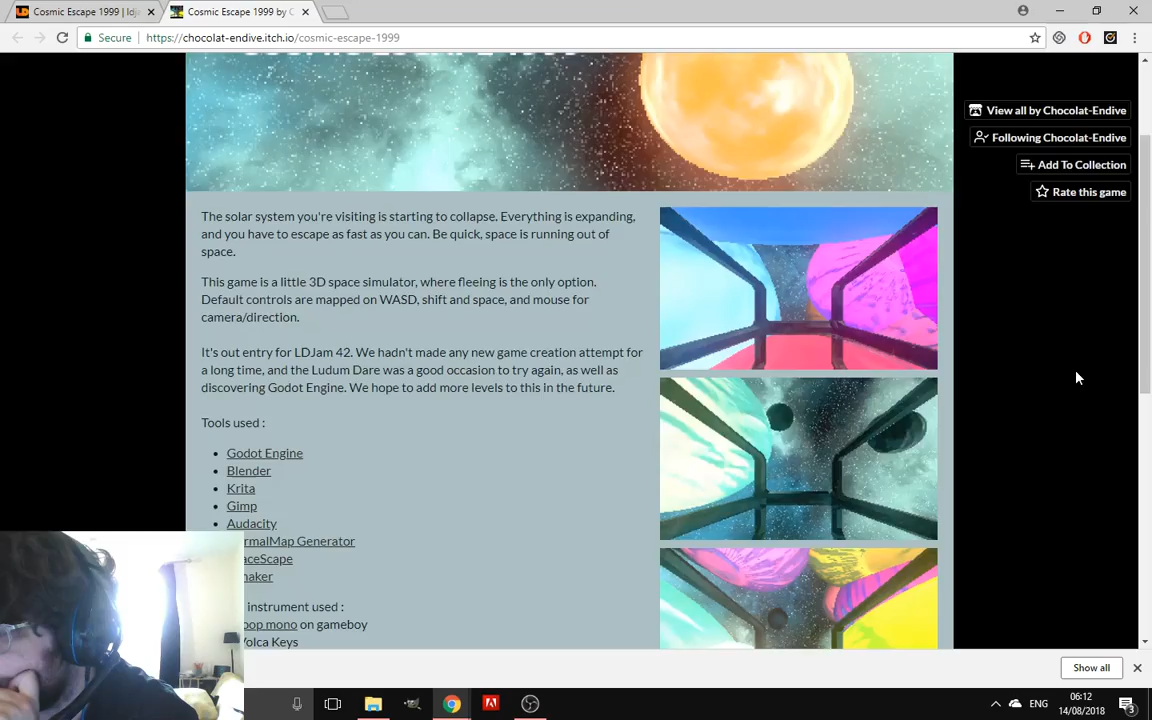 Cosmic Escape 1999 | ldj
Cosmic Escape 1999 by C
Secure
https://chocolat-endive.itch.io/cosmic-escape-1999
View all by Chocolat-Endive
Following Chocolat-Endive
Add To Collection
Rate this game
The solar system you're visiting is starting to collapse. Everything is expanding,
and you have to escape as fast as you can. Be quick, space is running out of
space.
This game is a little 3D space simulator, where fleeing is the only option.
Default controls are mapped on WASD, shift and space, and mouse for
camera/direction.
It's out entry for LDJam 42. We hadn't made any new game creation attempt for
a long time, and the Ludum Dare was a good occasion to try again, as well as
discovering Godot Engine. We hope to add more levels to this in the future.
Tools used :
Godot Engine
Blender
Krita
Gimp
Audacity
rmalMap Generator
aceScape
maker
instrument used :
oop mono on gameboy
Volca Keys
Show all
ENG
06:12
14/08/2018
3